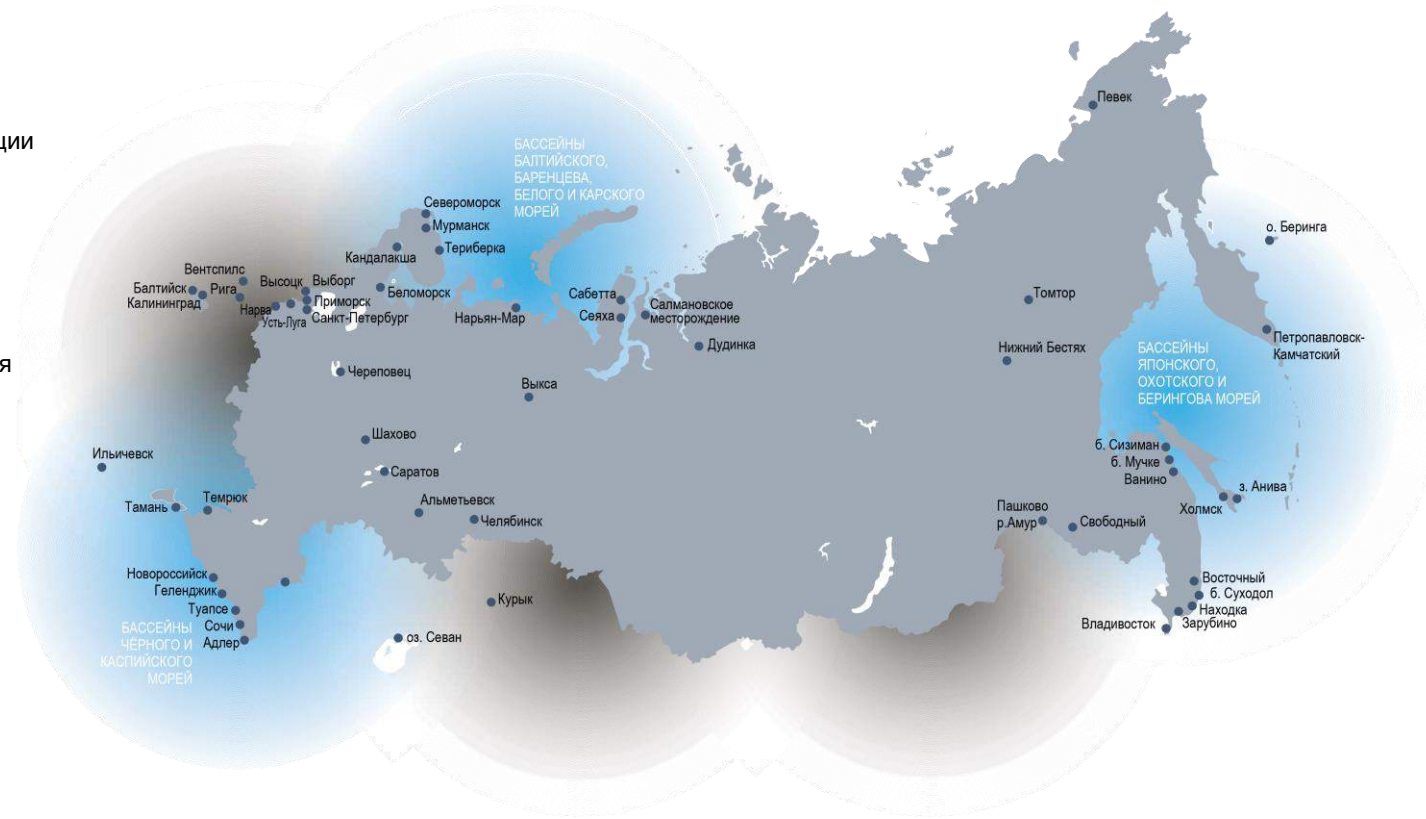 ции
я
Певек
БАССЕЙНЫ
БАЛТИЙСКОГО,
БАРЕНЦЕВА,
БЕЛОГО И КАРСКОГО
МОРЕЙ
Североморск
Мурманск
Териберка
Кандалакша
о. Беринга
Вентспилс
Балтийск
Калининград
Рига
Высоцк
Выборг
Нарва
Усть-Луга
Приморск
Санкт-Петербург
Беломорск
Нарьян-Мар
Сабетта
Сеяха
Салмановское
месторождение
Дудинка
Томтор
Нижний Бестях
Петропавловск-
Камчатский
БАССЕЙНЫ
ЯПОНСКОГО,
ОХОТСКОГО И
БЕРИНГОВА МОРЕЙ
Череповец
Выкса
Шахово
Саратов
Альметьевск
Челябинск
Ильичевск
Тамань
Темрюк
б. Сизиман
б. Мучке
Ванино
з. Анива
Холмск
Пашково
р.Амур
Свободный
Новороссийск
Геленджик
Туапсе
Сочи
Адлер
БАССЕЙНЫ
ЧЁРНОГО И
КАСПИЙСКОГО
МОРЕЙ
оз. Севан
Курык
Восточный
б. Суходол
Находка
Зарубино
Владивосток